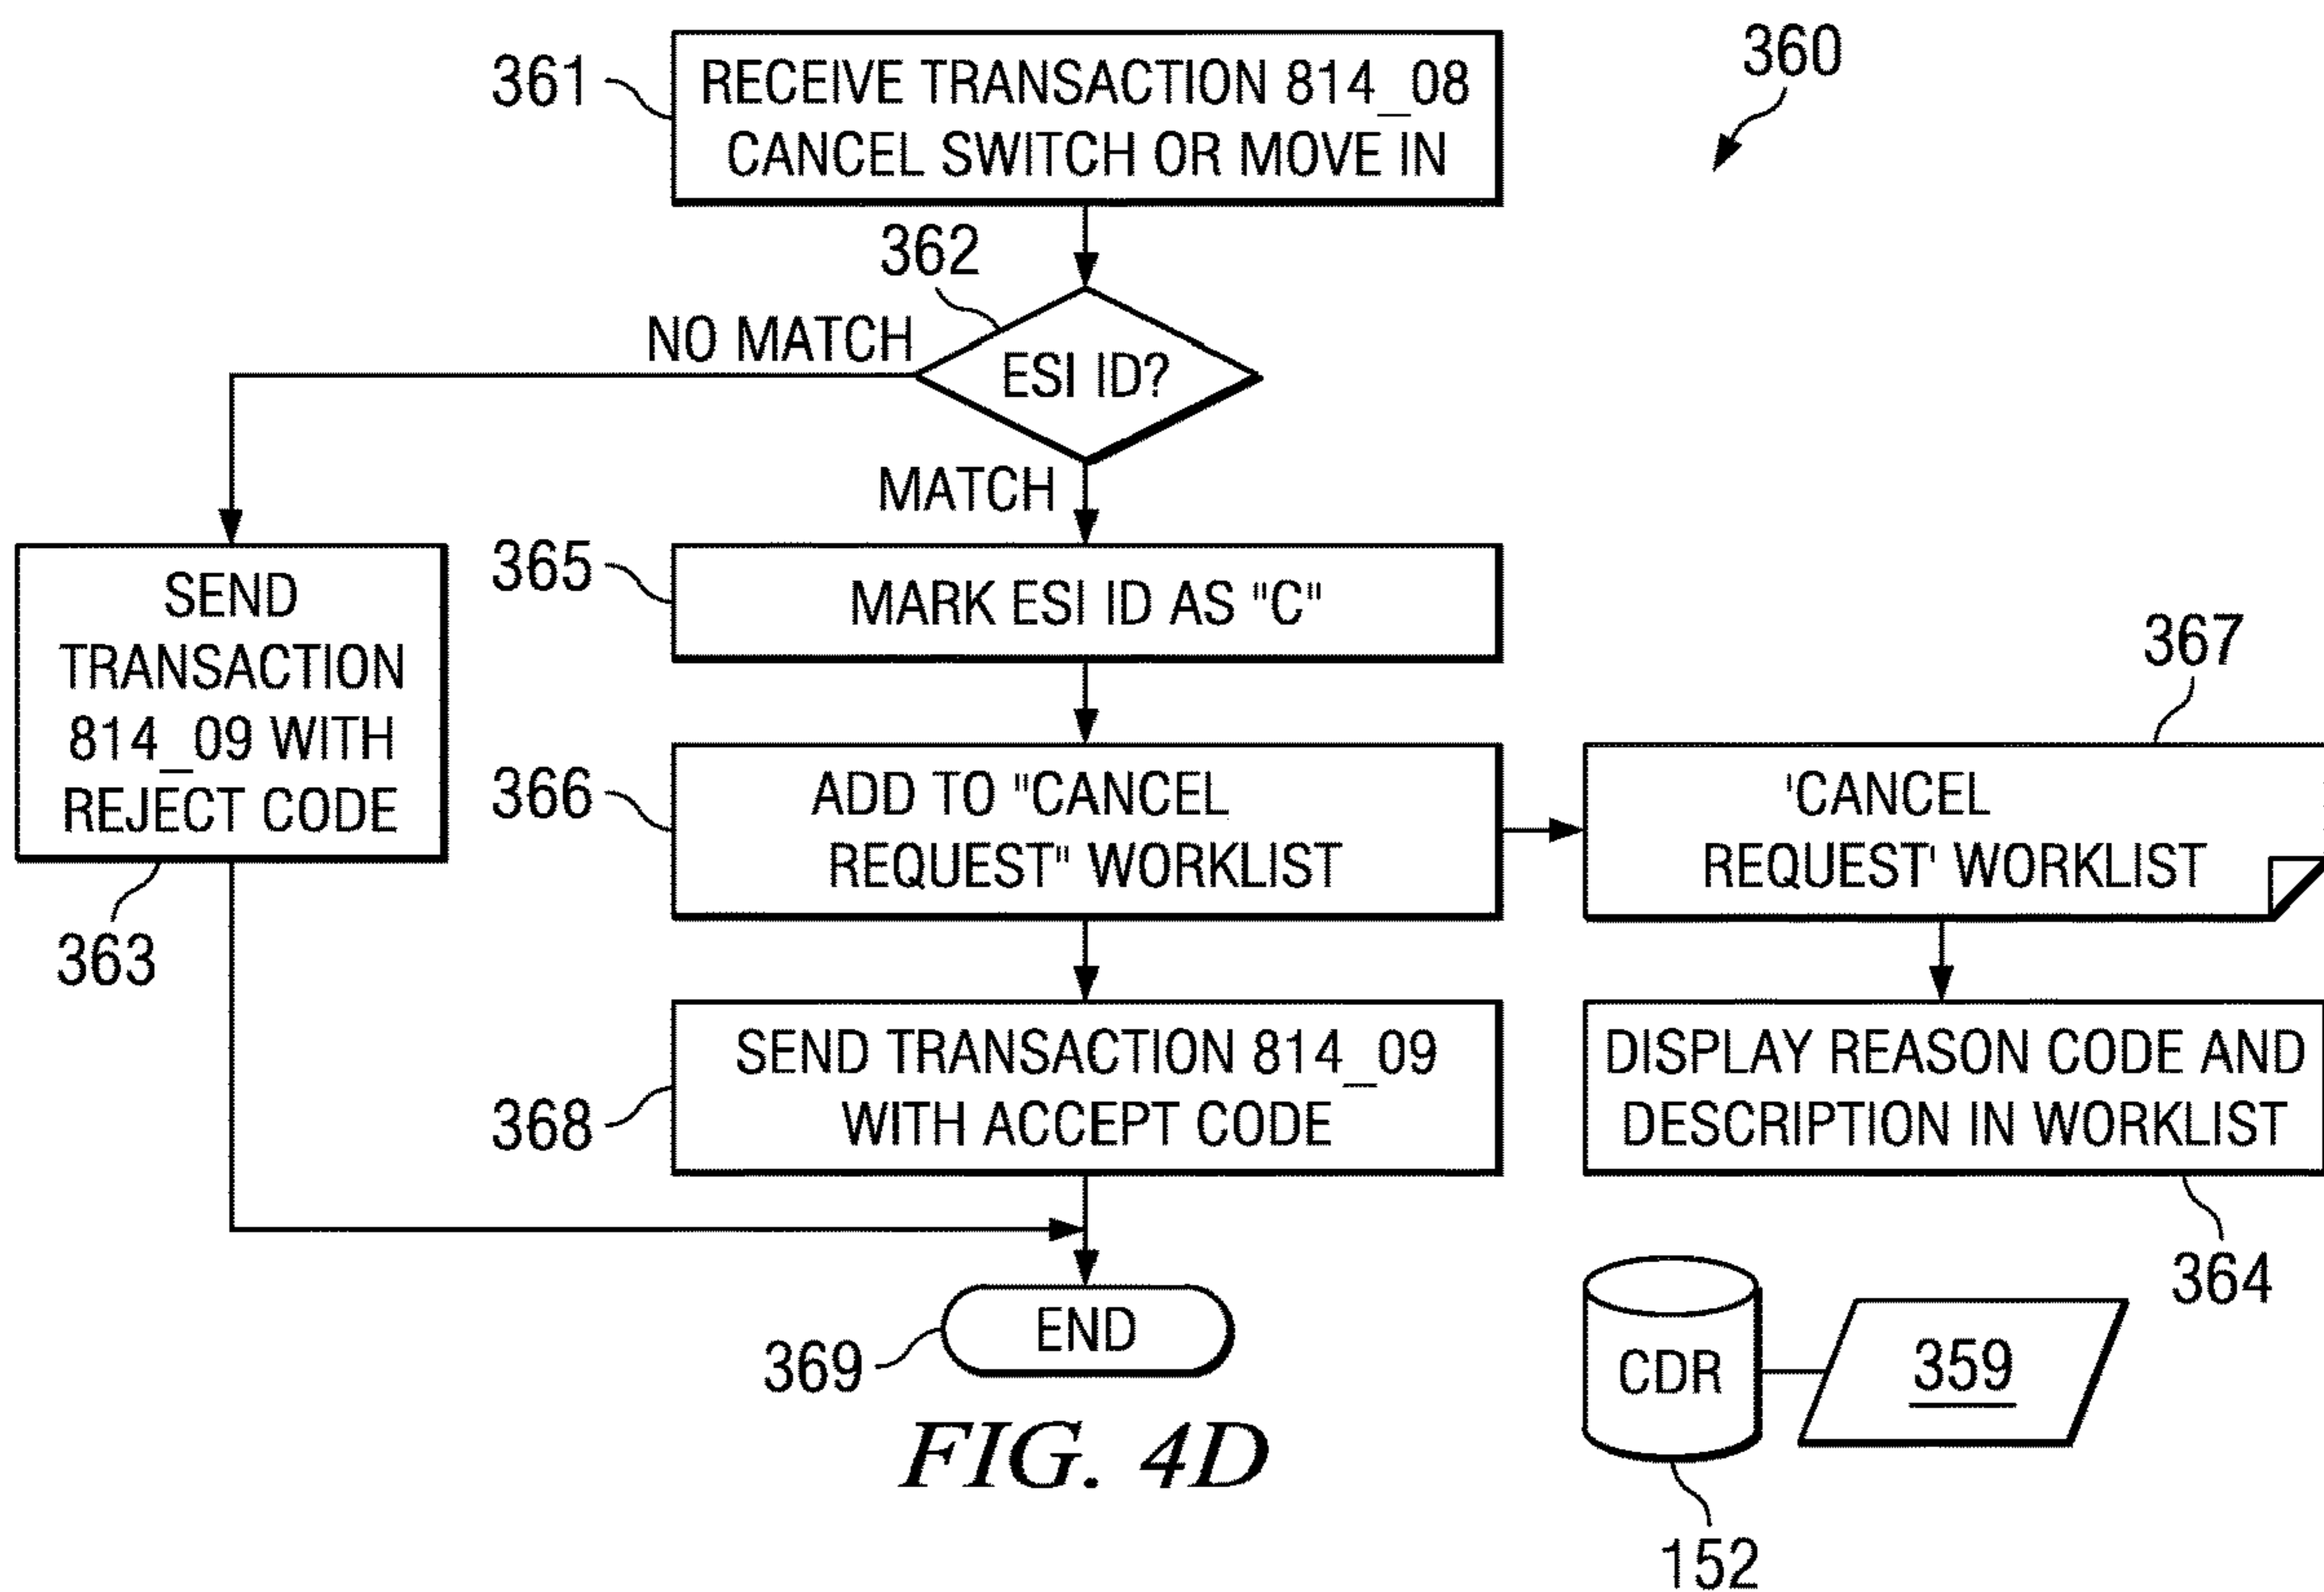 360
361
RECEIVE TRANSACTION 814_08
CANCEL SWITCH OR MOVE IN
362
NO MATCH
ESI ID?
MATCH
SEND
TRANSACTION
814_09 WITH
REJECT CODE
363
365
MARK ESI ID AS "C"
366
ADD TO "CANCEL
REQUEST" WORKLIST
367
'CANCEL
REQUEST' WORKLIST
368
SEND TRANSACTION 814_09
WITH ACCEPT CODE
DISPLAY REASON CODE AND
DESCRIPTION IN WORKLIST
364
369
END
CDR
359
152
FIG. 4D